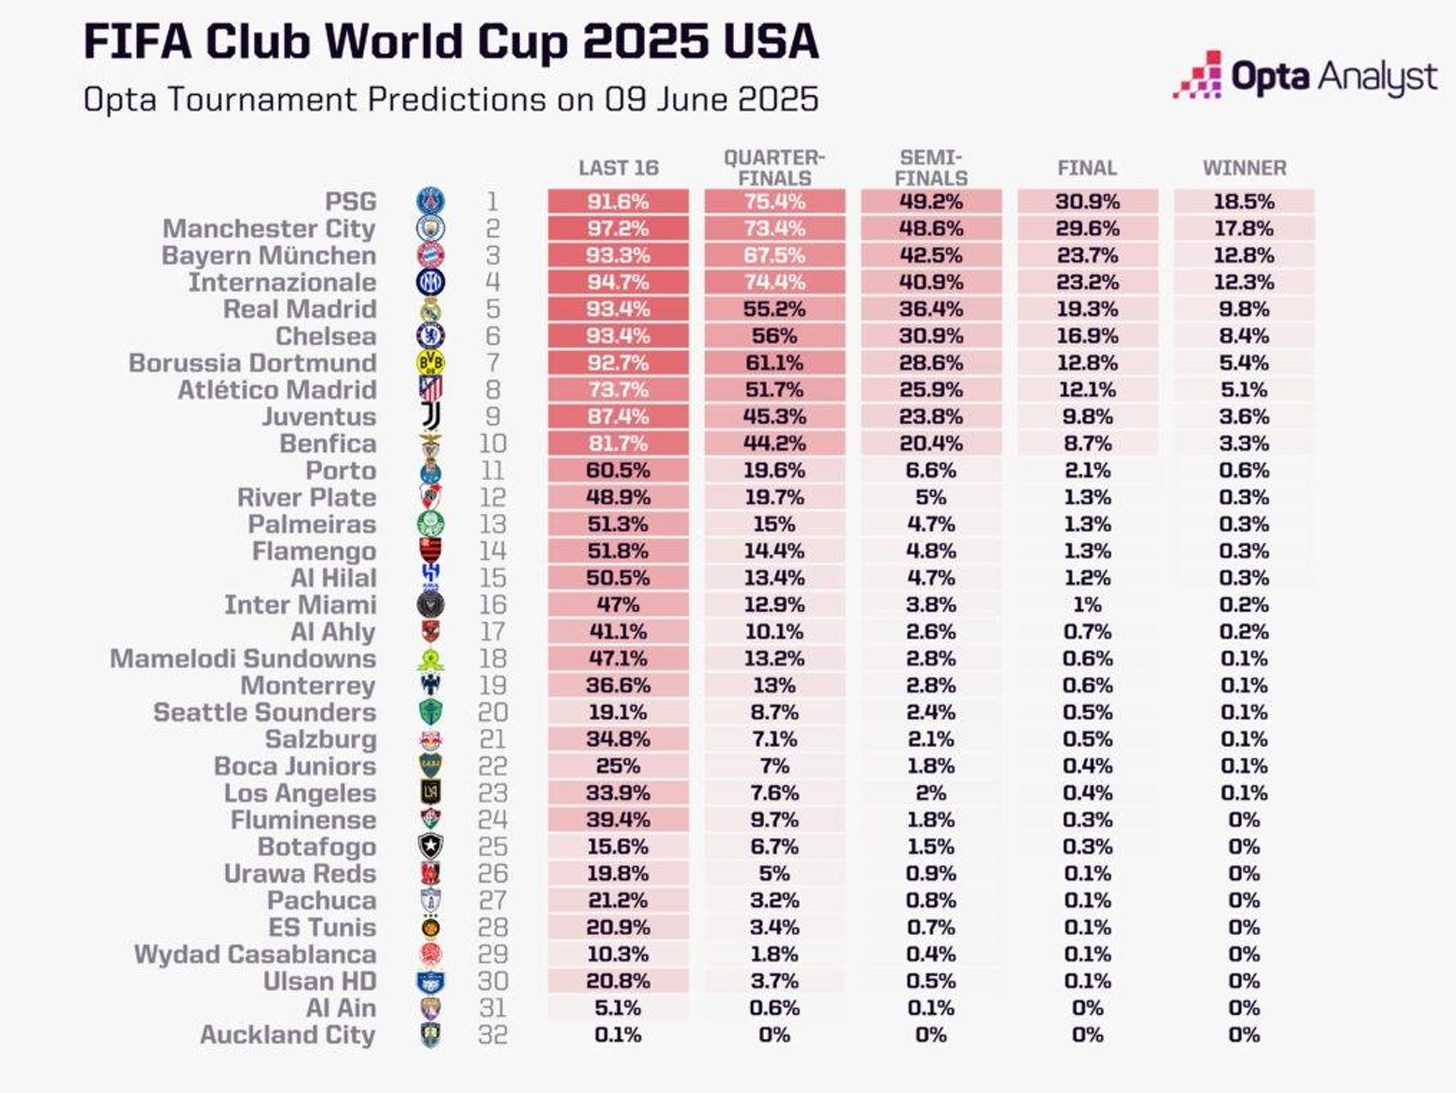 FIFA Club World Cup 2025 USA
Opta Tournament Predictions on 09 June 2025
Opta Analyst
LAST 16 QUARTER-FINALS SEMI-FINALS FINAL WINNER
PSG 1 91.6% 75.4% 49.2% 30.9% 18.5%
Manchester City 2 97.2% 73.4% 48.6% 29.6% 17.8%
Bayern München 3 93.3% 67.5% 42.5% 23.7% 12.8%
Internazionale 4 94.7% 74.4% 40.9% 23.2% 12.3%
Real Madrid 5 93.4% 55.2% 36.4% 19.3% 9.8%
Chelsea 6 93.4% 56% 30.9% 16.9% 8.4%
Borussia Dortmund 7 92.7% 61.1% 28.6% 12.8% 5.4%
Atlético Madrid 8 73.7% 51.7% 25.9% 12.1% 5.1%
Juventus 9 87.4% 45.3% 23.8% 9.8% 3.6%
Benfica 10 81.7% 44.2% 20.4% 8.7% 3.3%
Porto 11 60.5% 19.6% 6.6% 2.1% 0.6%
River Plate 12 48.9% 19.7% 5% 1.3% 0.3%
Palmeiras 13 51.3% 15% 4.7% 1.3% 0.3%
Flamengo 14 51.8% 14.4% 4.8% 1.3% 0.3%
Al Hilal 15 50.5% 13.4% 4.7% 1.2% 0.3%
Inter Miami 16 47% 12.9% 3.8% 1% 0.2%
Al Ahly 17 41.1% 10.1% 2.6% 0.7% 0.2%
Mamelodi Sundowns 18 47.1% 13.2% 2.8% 0.6% 0.1%
Monterrey 19 36.6% 13% 2.8% 0.6% 0.1%
Seattle Sounders 20 19.1% 8.7% 2.4% 0.5% 0.1%
Salzburg 21 34.8% 7.1% 2.1% 0.5% 0.1%
Boca Juniors 22 25% 7% 1.8% 0.4% 0.1%
Los Angeles 23 33.9% 7.6% 2% 0.4% 0.1%
Fluminense 24 39.4% 9.7% 1.8% 0.3% 0%
Botafogo 25 15.6% 6.7% 1.5% 0.3% 0%
Urawa Reds 26 19.8% 5% 0.9% 0.1% 0%
Pachuca 27 21.2% 3.2% 0.8% 0.1% 0%
ES Tunis 28 20.9% 3.4% 0.7% 0.1% 0%
Wydad Casablanca 29 10.3% 1.8% 0.4% 0.1% 0%
Ulsan HD 30 20.8% 3.7% 0.5% 0.1% 0%
Al Ain 31 5.1% 0.6% 0.1% 0% 0%
Auckland City 32 0.1% 0% 0% 0% 0%